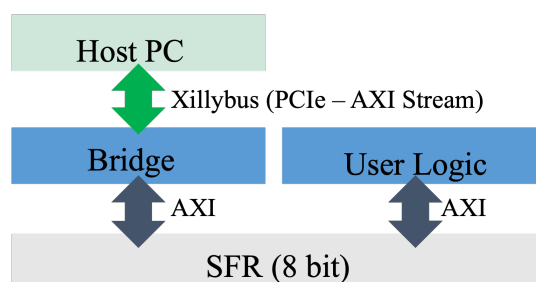 Host PC
Xillybus (PCIe – AXI Stream)
Bridge
User Logic
AXI
AXI
SFR (8 bit)